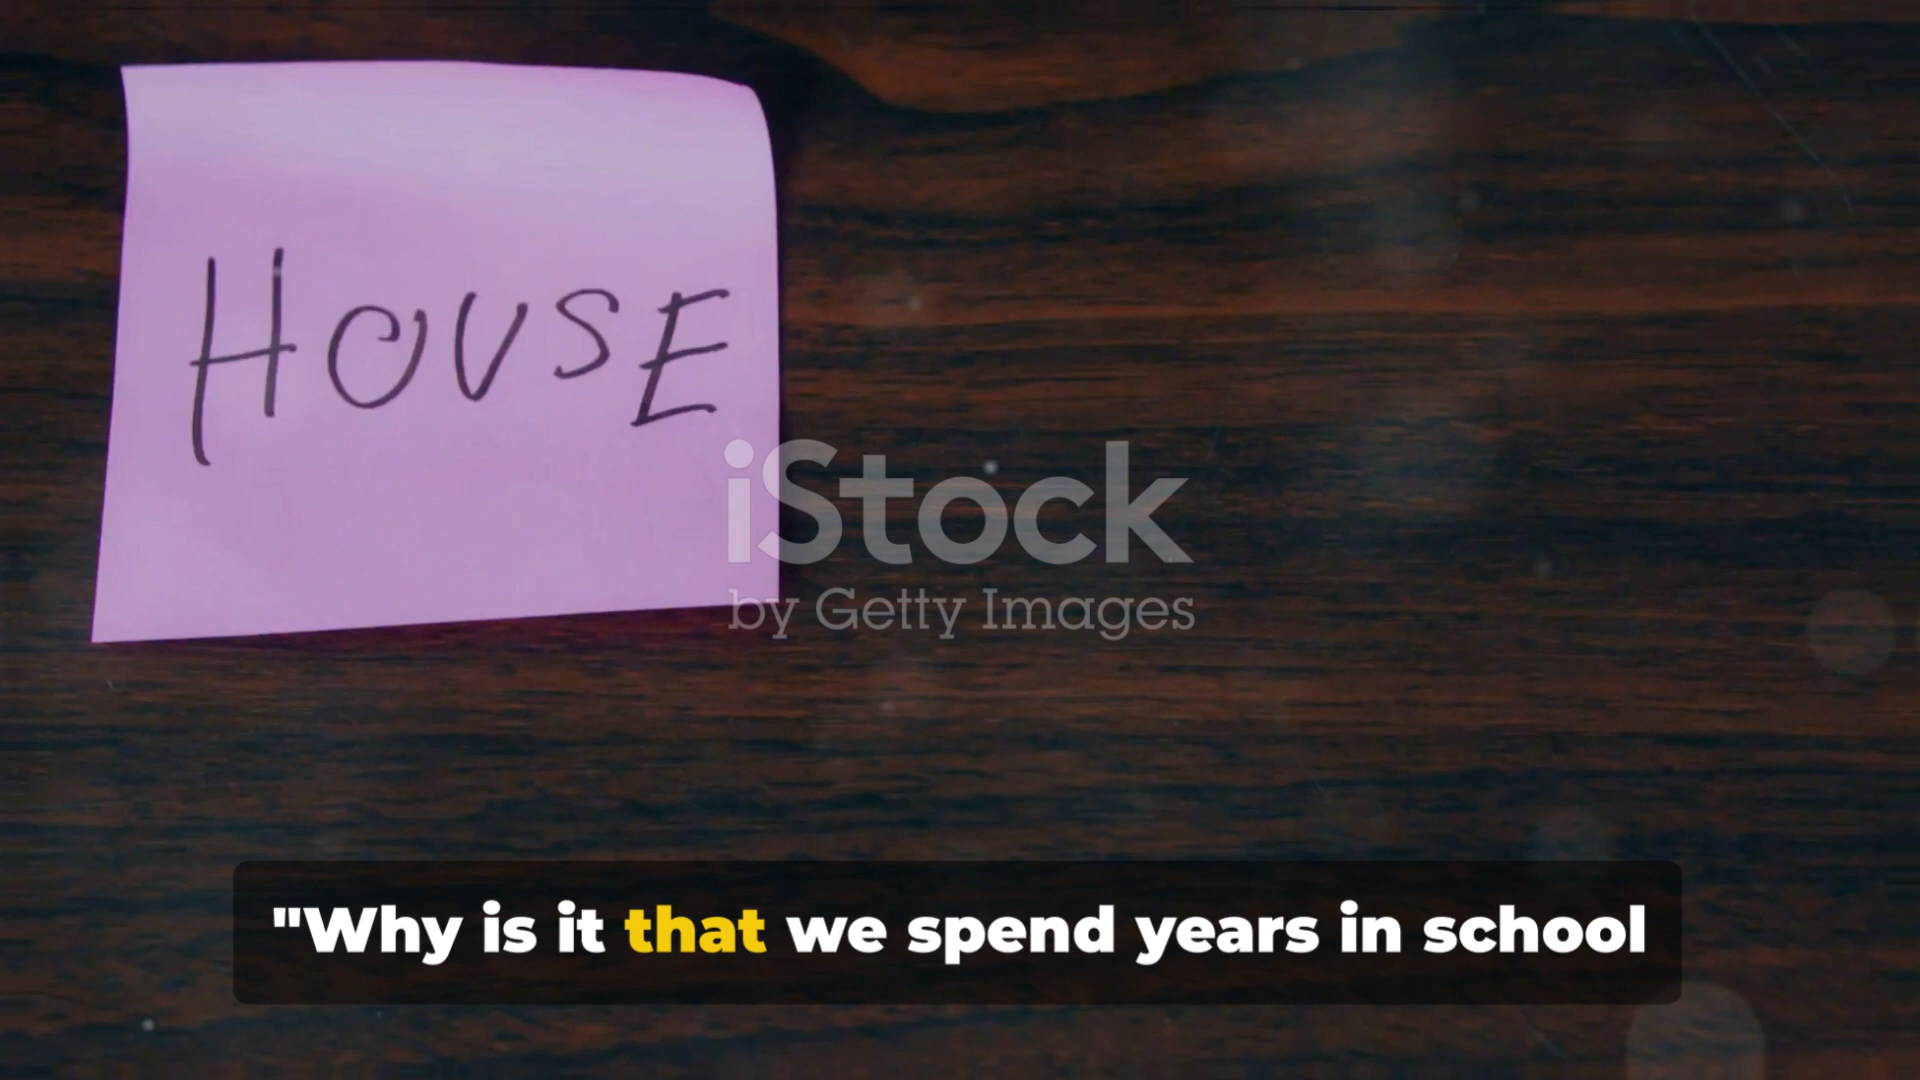 HOUSE
iStock
by Getty Images
"Why is it that we spend years in school